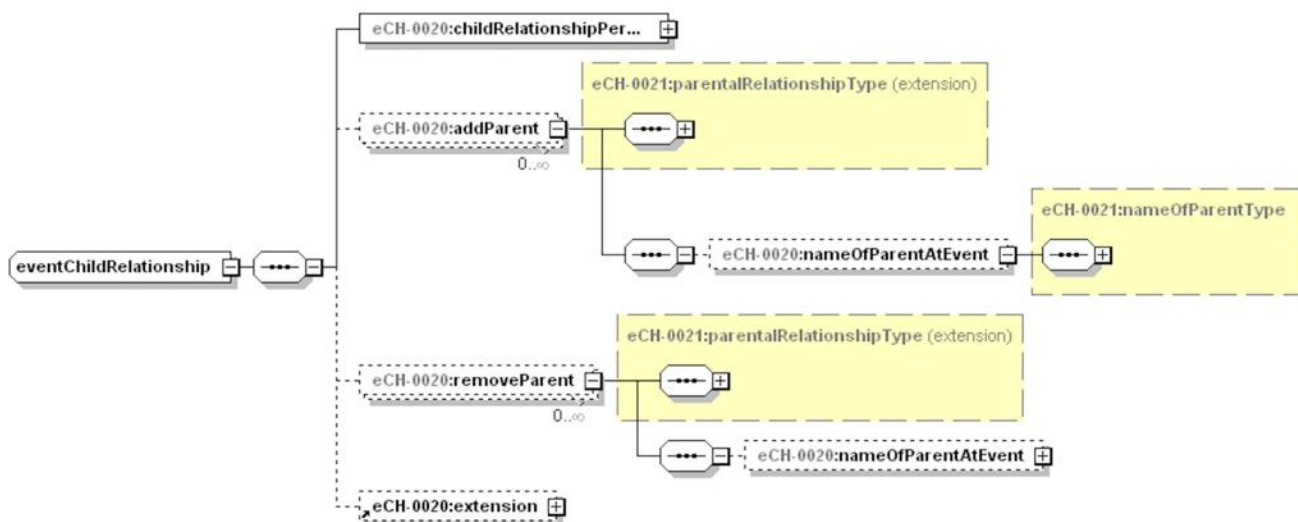 eCH-0020:childRelationshipPer...
eCH-0021:parentalRelationshipType (extension)
eCH-0020:addParent
0..∞
eCH-0021:nameOfParentType
eventChildRelationship
eCH-0020:nameOfParentAtEvent
eCH-0021:parentalRelationshipType (extension)
eCH-0020:removeParent
0..∞
eCH-0020:nameOfParentAtEvent
eCH-0020:extension